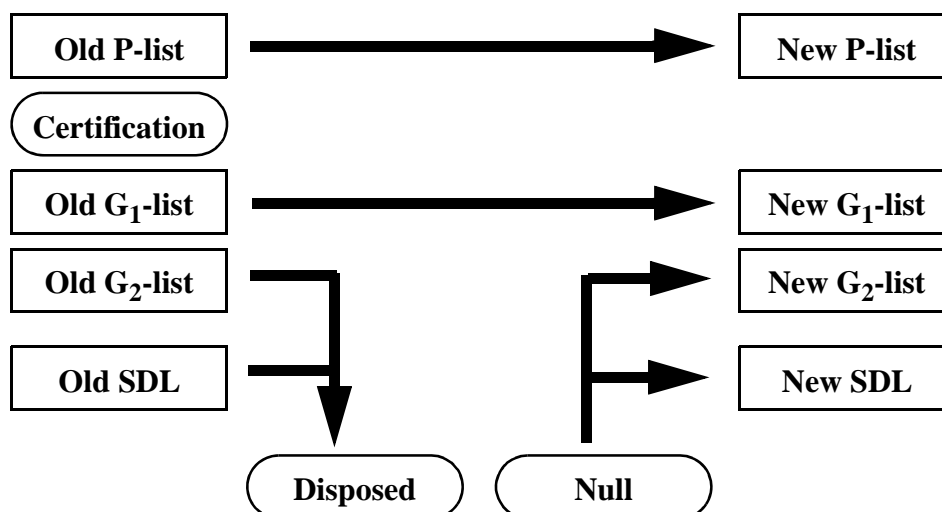 Old P-list
New P-list
Certification
Old G₁-list
New G₁-list
Old G₂-list
New G₂-list
Old SDL
New SDL
Disposed
Null